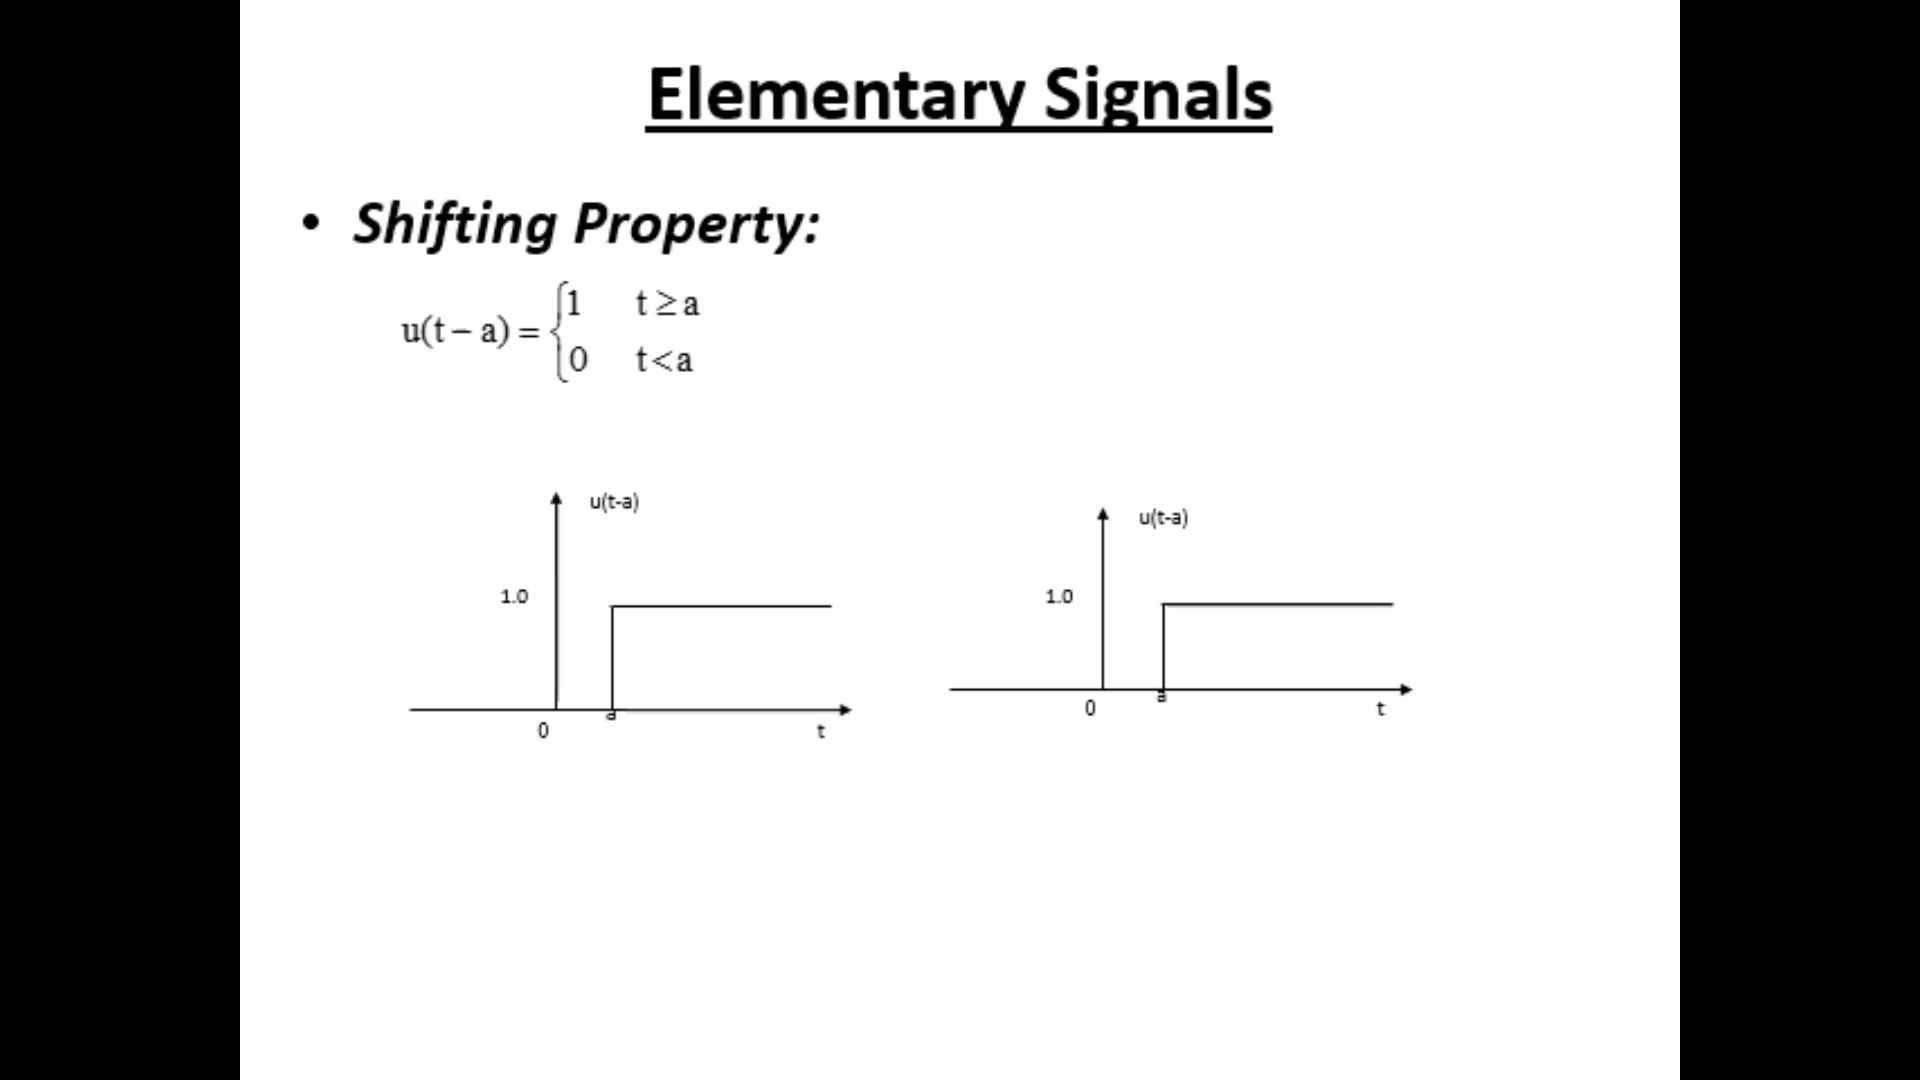 Elementary Signals
• Shifting Property:
u(t – a) = { 1 t ≥ a
0 t < a
u(t-a)
1.0
a
0
t
u(t-a)
1.0
a
0
t